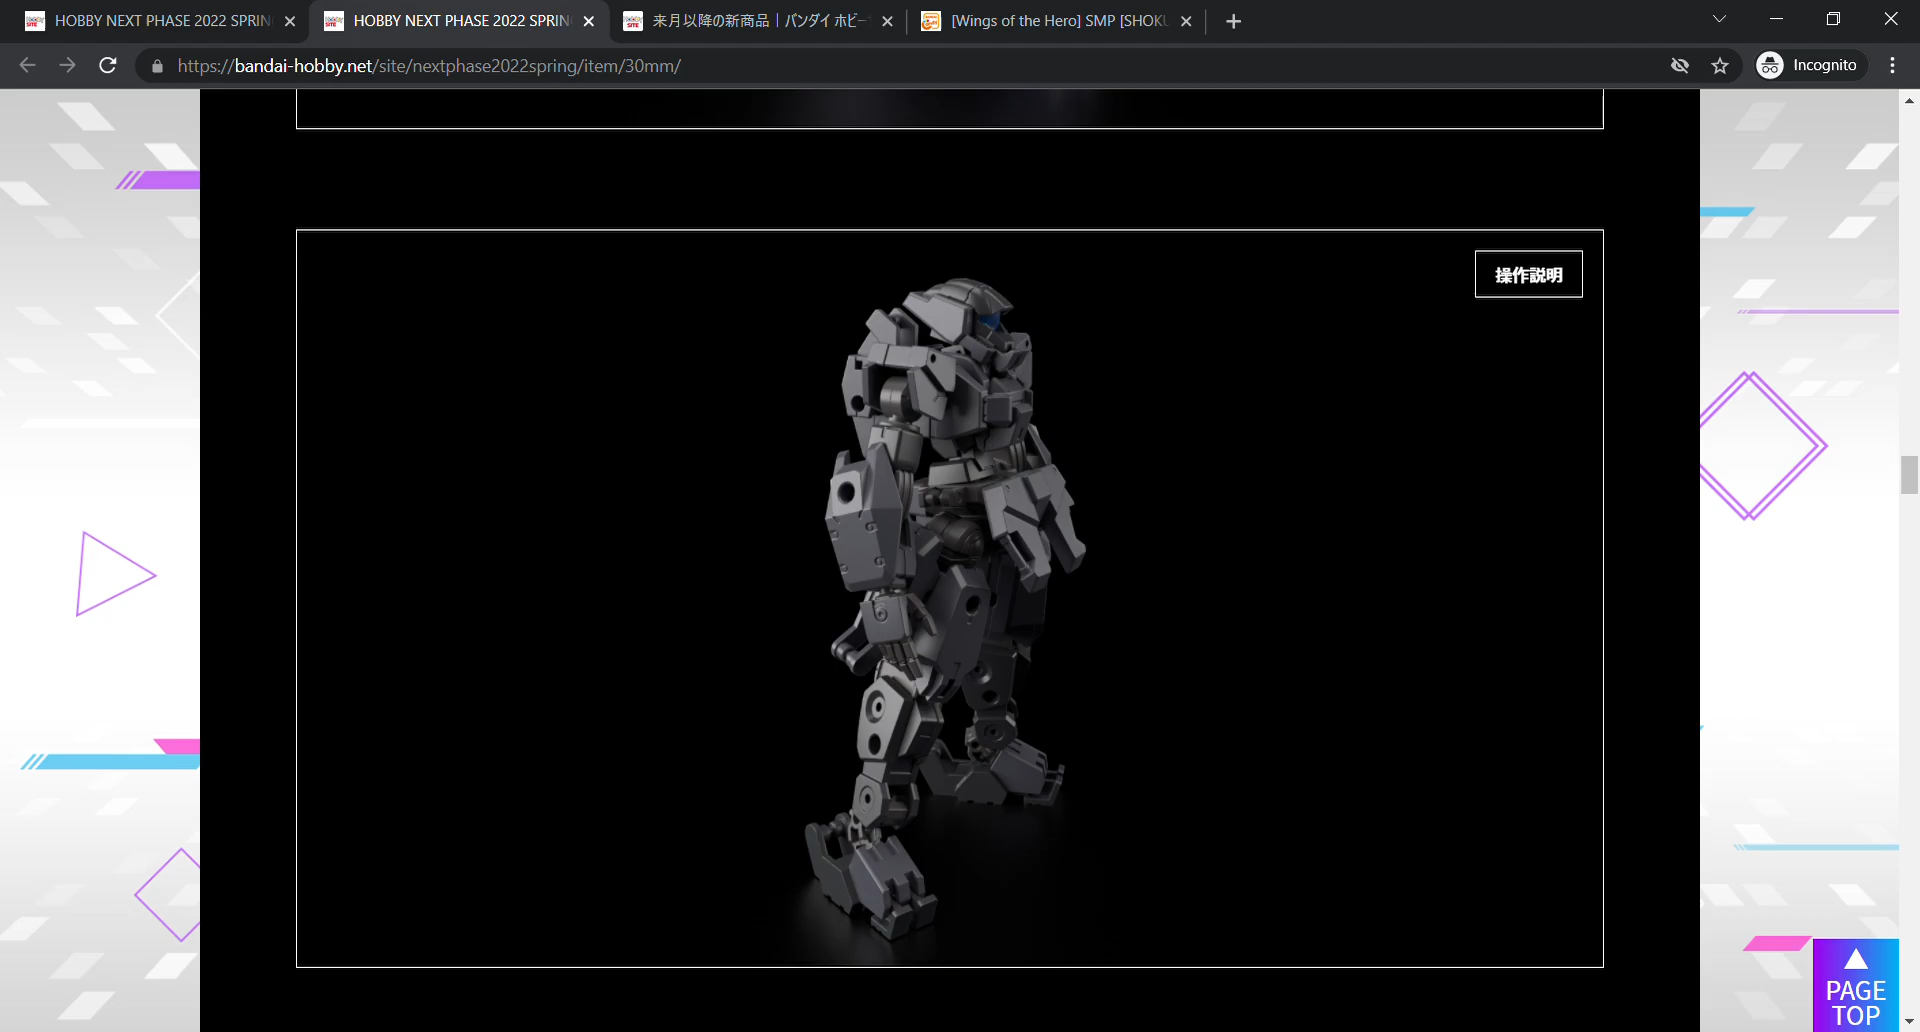 HOBBY NEXT PHASE 2022 SPRIN
HOBBY NEXT PHASE 2022 SPRIN
来月以降の新商品｜バンダイ ホビー
[Wings of the Hero] SMP [SHOKU
https://bandai-hobby.net/site/nextphase2022spring/item/30mm/
Incognito
操作説明
PAGE
TOP